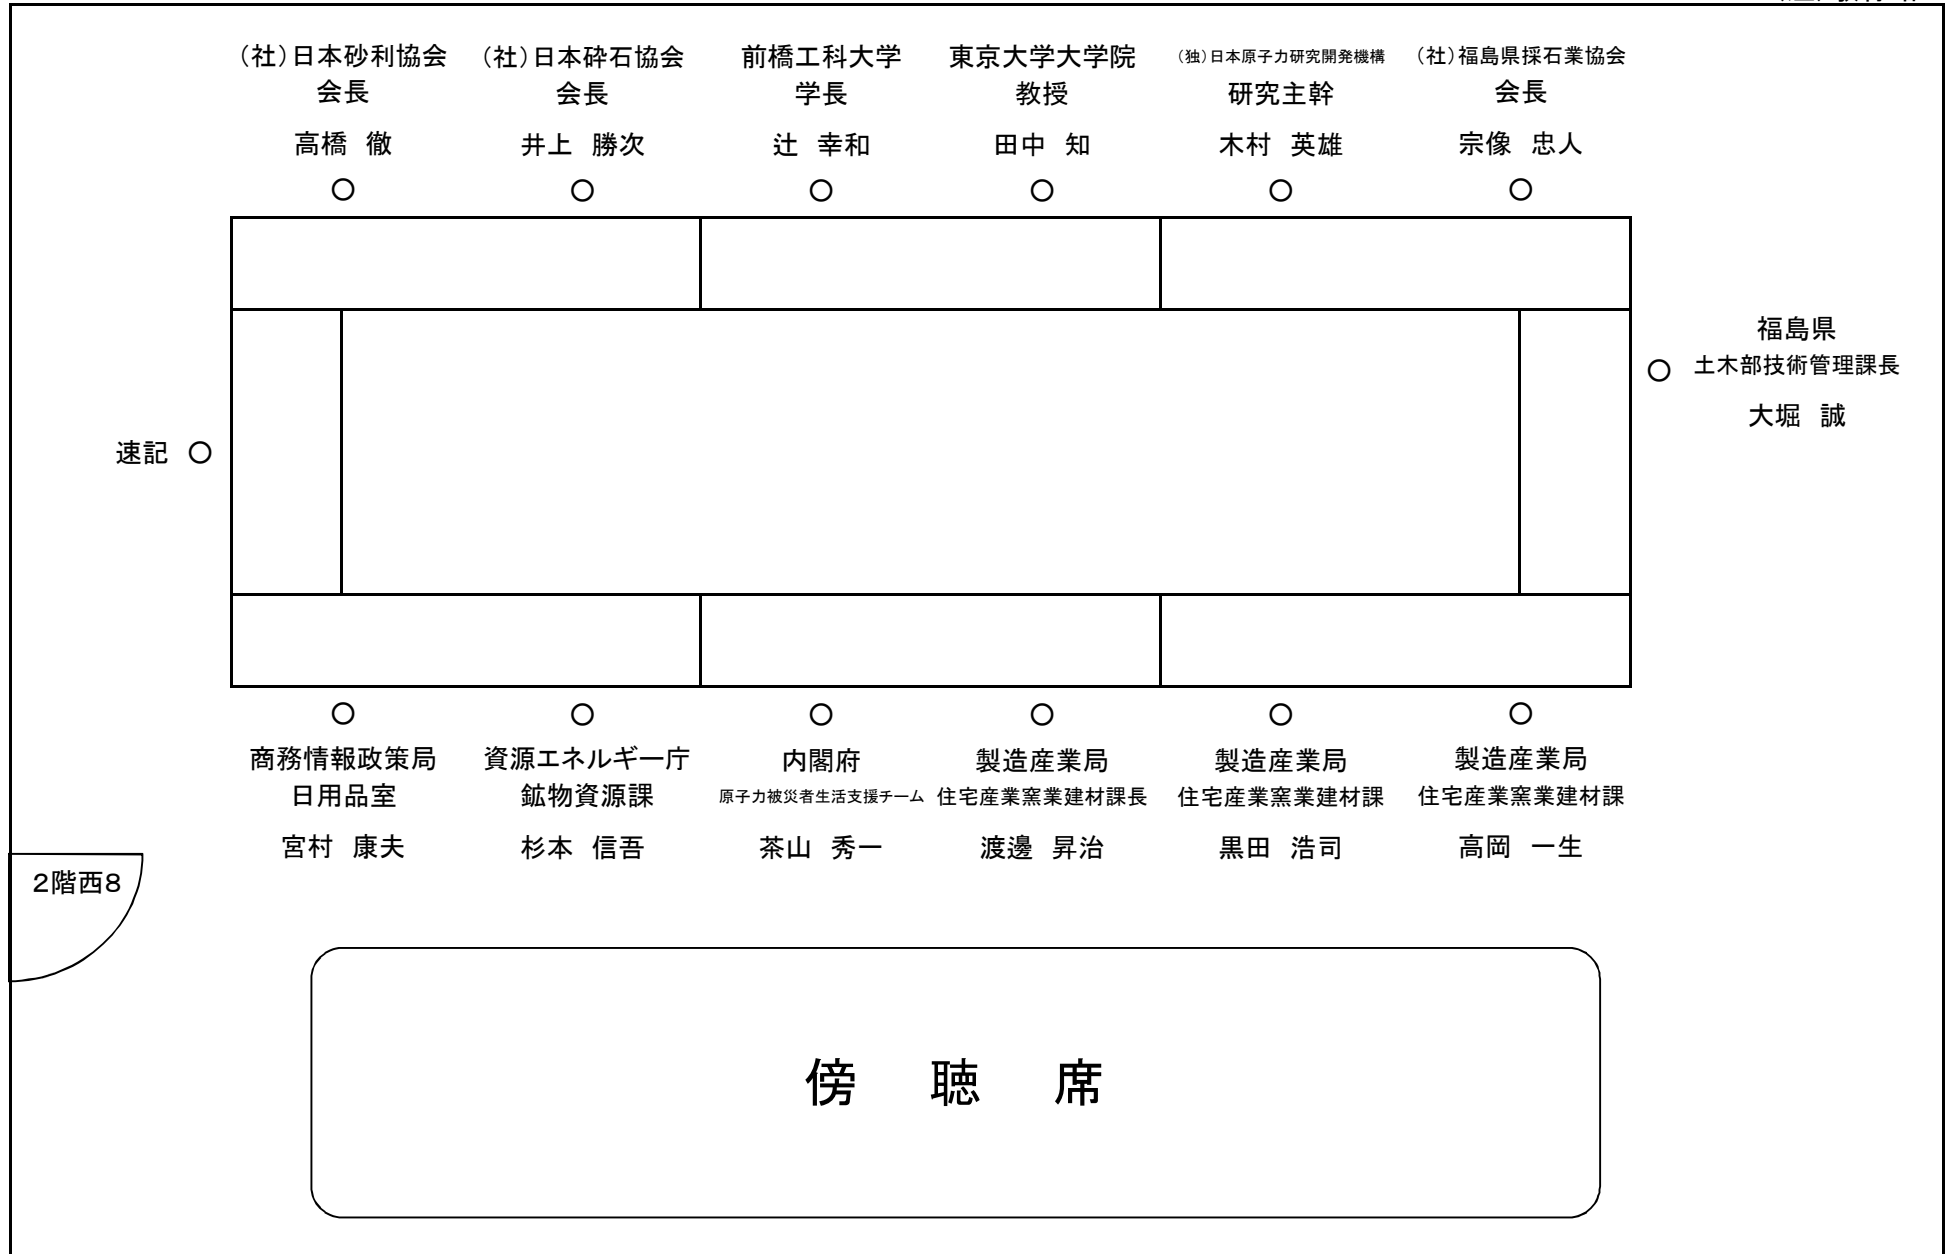 (社)日本砂利協会
会長
高橋 徹
(社)日本砕石協会
会長
井上 勝次
前橋工科大学
学長
辻 幸和
東京大学大学院
教授
田中 知
(独)日本原子力研究開発機構
研究主幹
木村 英雄
(社)福島県採石業協会
会長
宗像 忠人
福島県
土木部技術管理課長
大堀 誠
速記
商務情報政策局
日用品室
宮村 康夫
資源エネルギー庁
鉱物資源課
杉本 信吾
内閣府
原子力被災者生活支援チーム
茶山 秀一
製造産業局
住宅産業窯業建材課長
渡邊 昇治
製造産業局
住宅産業窯業建材課
黒田 浩司
製造産業局
住宅産業窯業建材課
高岡 一生
2階西8
傍 聴 席